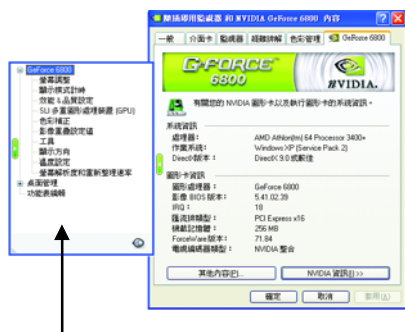 隨插即用監視器 和 NVIDIA GeForce 6800 內容
一般 介面卡 監視器 疑難排解 色彩管理 GeForce 6800
GEFORCE
6800
NVIDIA.
有關您的 NVIDIA 圖形卡以及執行圖形卡的系統資訊。
系統資訊
處理器： AMD Athlon(tm) 64 Processor 3400+
作業系統： Windows XP (Service Pack 2)
DirectX 版本： DirectX 9.0 或較佳
圖形卡資訊
圖形處理器： GeForce 6800
影像 BIOS 版本： 5.41.02.39
IRQ： 18
匯流排類型： PCI Express x16
機載記憶體： 256 MB
ForceWare 版本： 71.84
電視編碼器類型： NVIDIA 整合
其他內容(P)... NVIDIA 資訊(I) >>
確定 取消 套用(A)
GeForce 6800
螢幕調整
顯示模式計時
效能 & 品質設定
SLI 多重圖形處理裝置 (GPU)
色彩補正
影像重疊設定值
工具
顯示方向
溫度設定
螢幕解析度和重新整理速率
桌面管理
功能表編輯